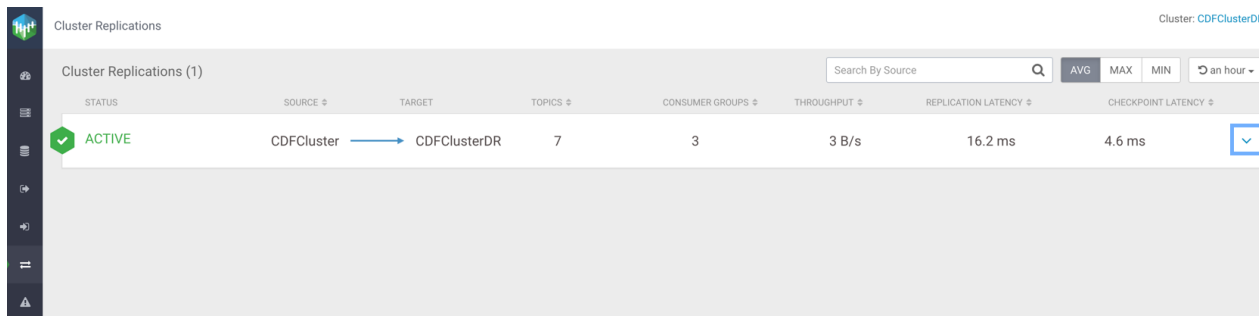 Cluster Replications
Cluster: CDFClusterDR
Cluster Replications (1)
Search By Source
AVG MAX MIN an hour
STATUS SOURCE TARGET TOPICS CONSUMER GROUPS THROUGHPUT REPLICATION LATENCY CHECKPOINT LATENCY
ACTIVE CDFCluster CDFClusterDR 7 3 3 B/s 16.2 ms 4.6 ms